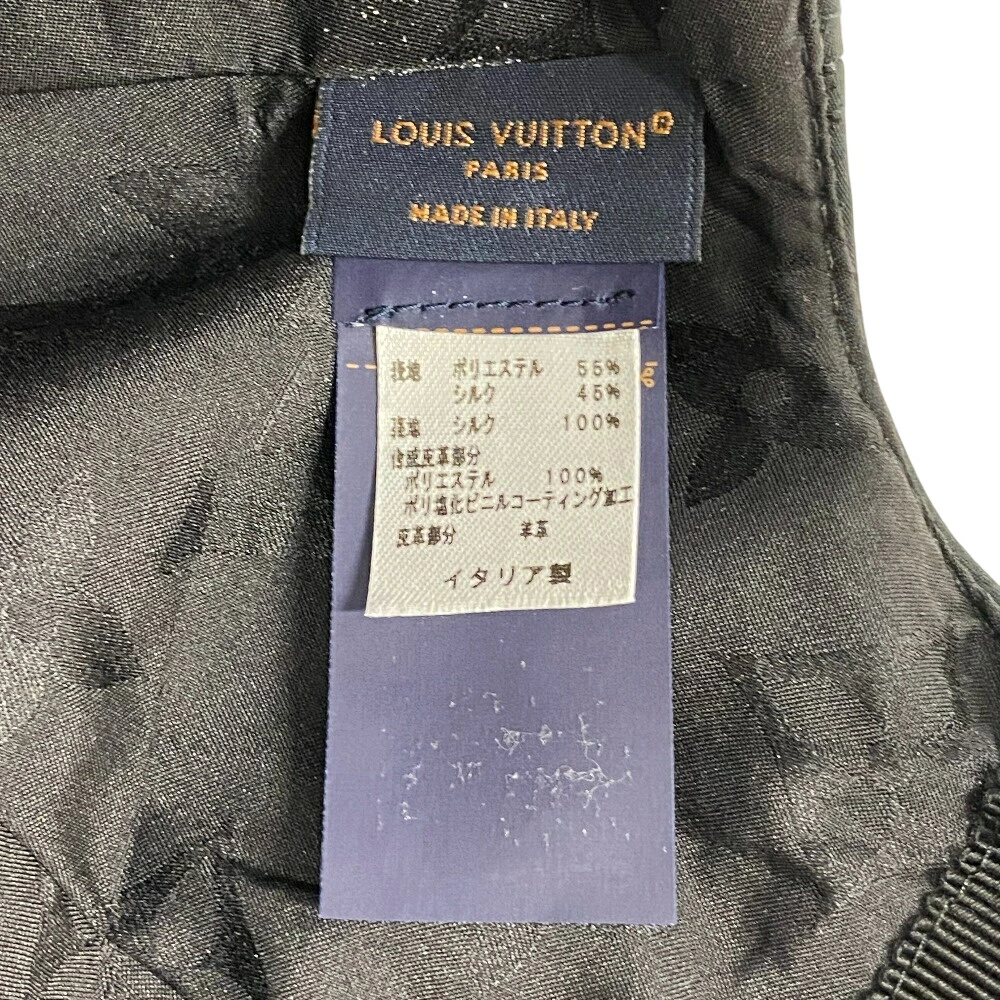 LOUIS VUITTON®
PARIS
MADE IN ITALY
表地 ポリエステル 55%
シルク 45%
裏地 シルク 100%
合成皮革部分
ポリエステル 100%
ポリ塩化ビニルコーティング加工
皮革部分 羊革
イタリア製